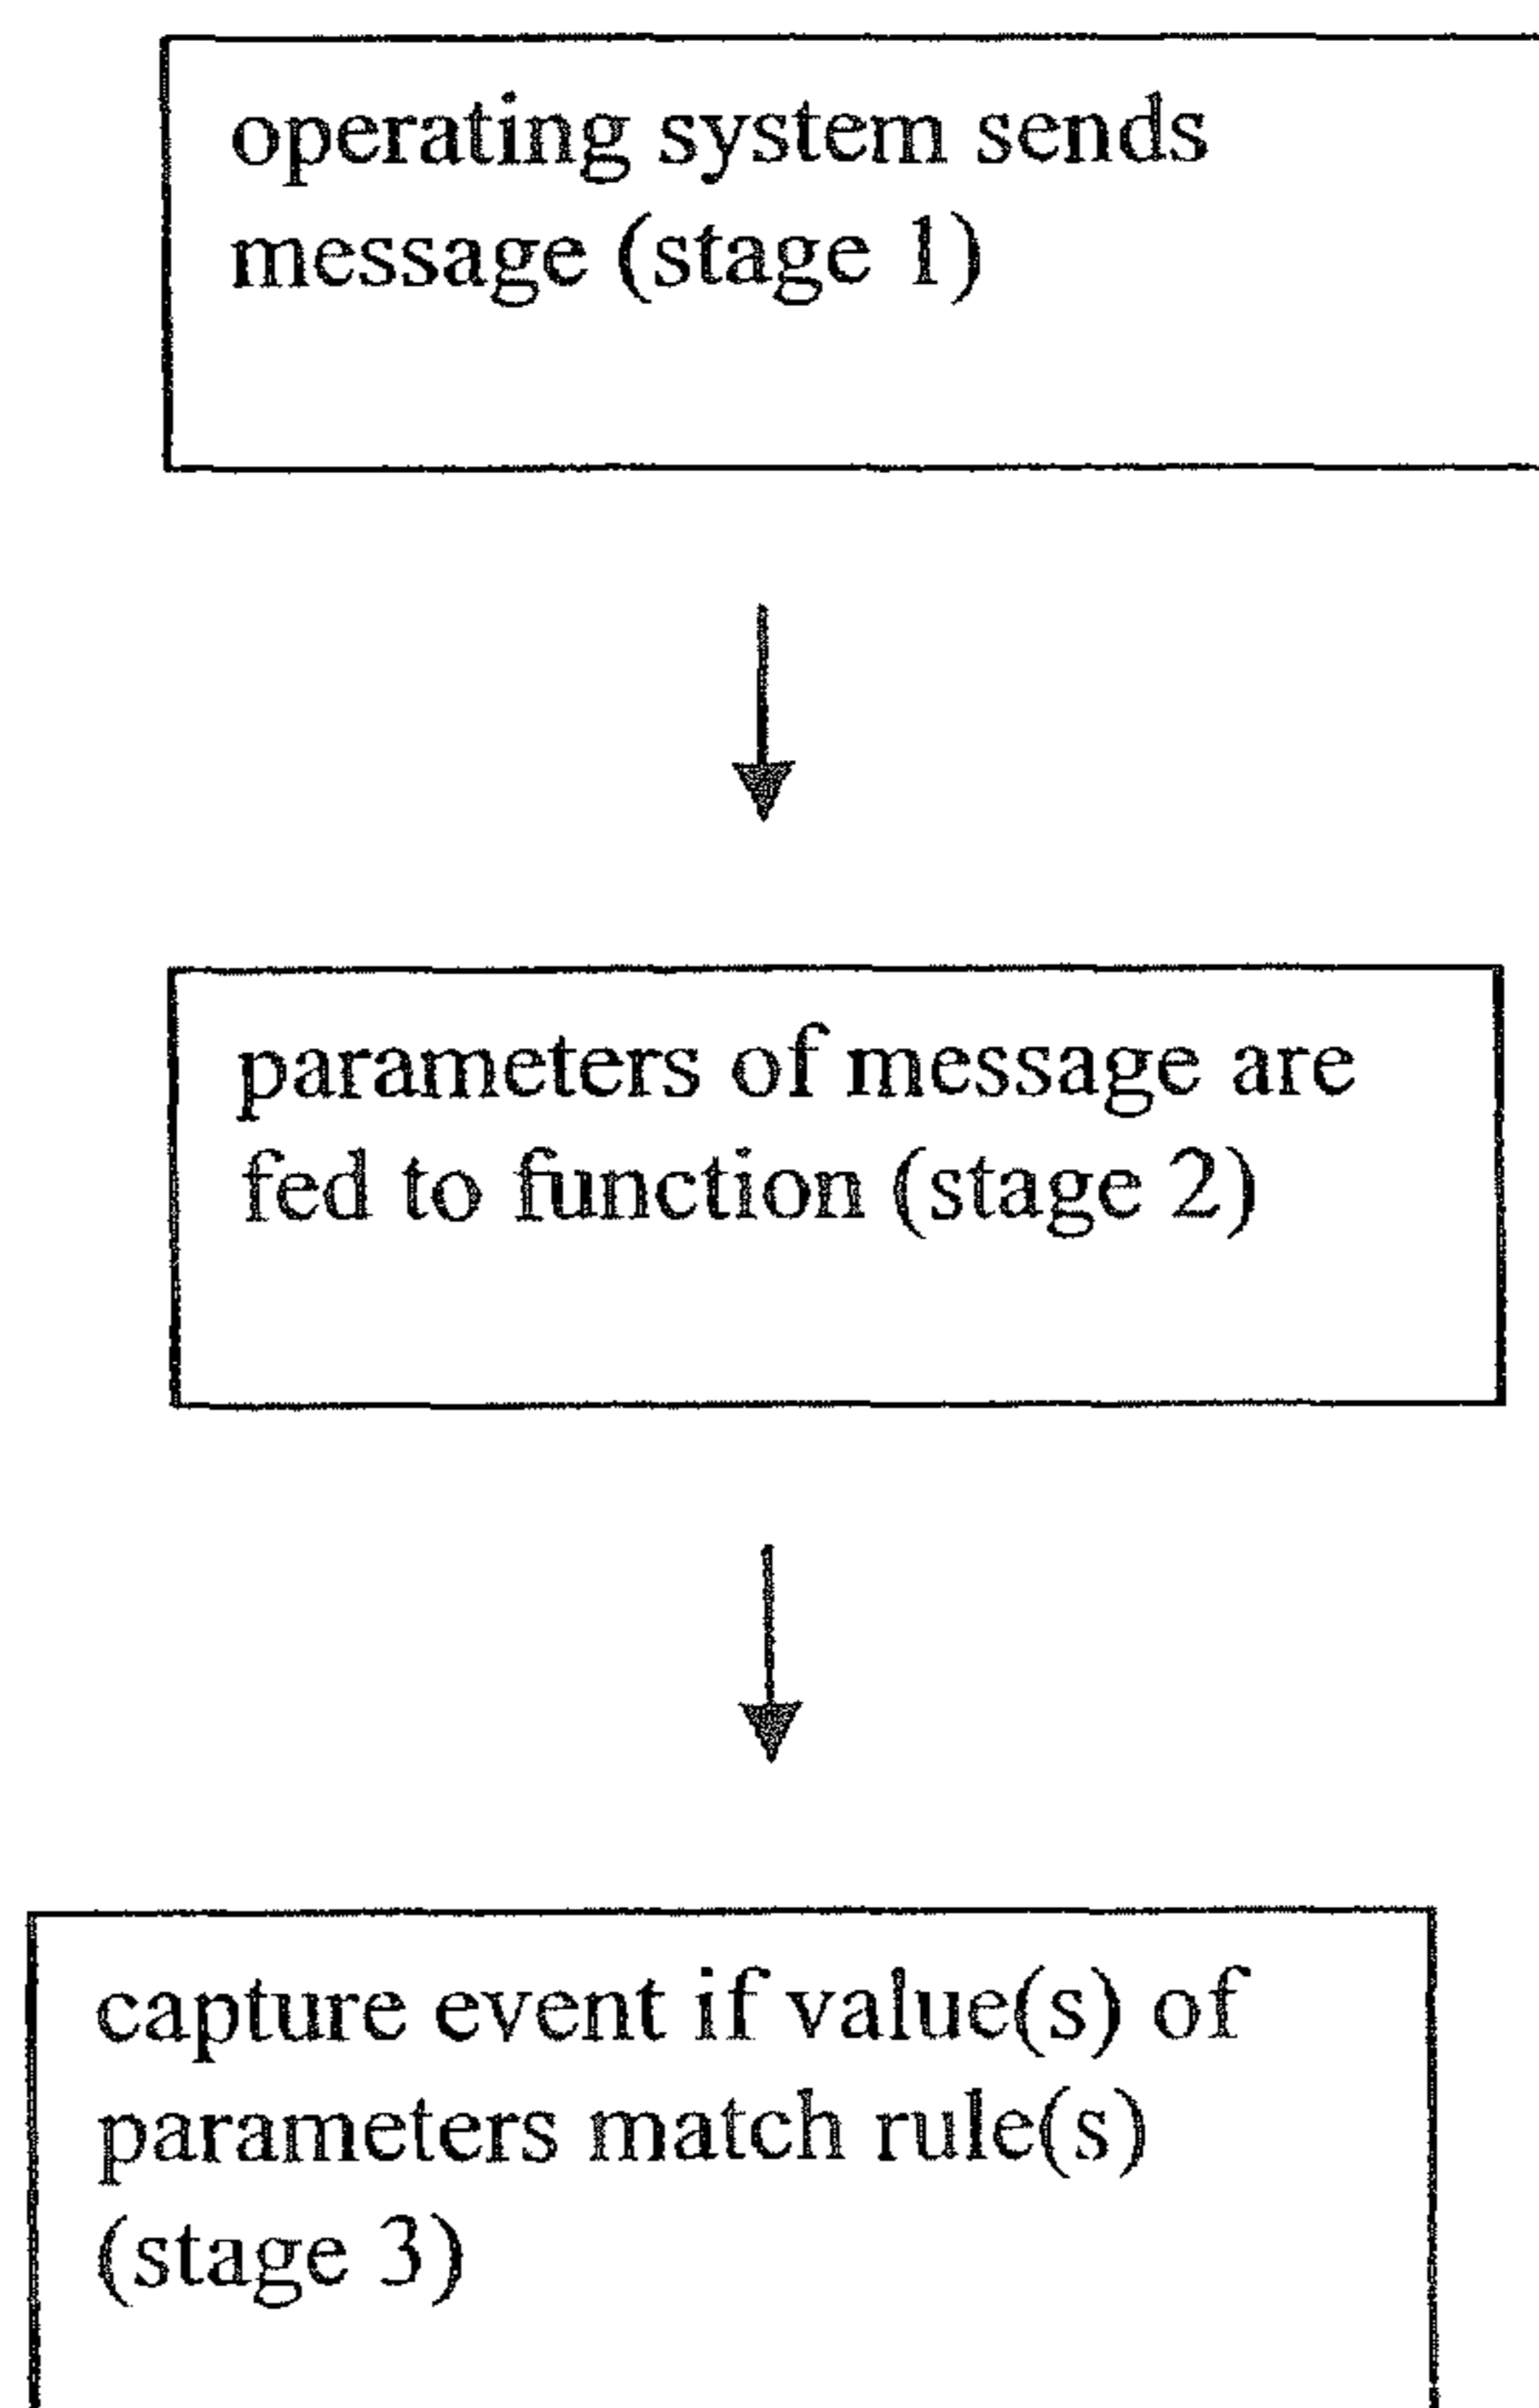 operating system sends
message (stage 1)
parameters of message are
fed to function (stage 2)
capture event if value(s) of
parameters match rule(s)
(stage 3)